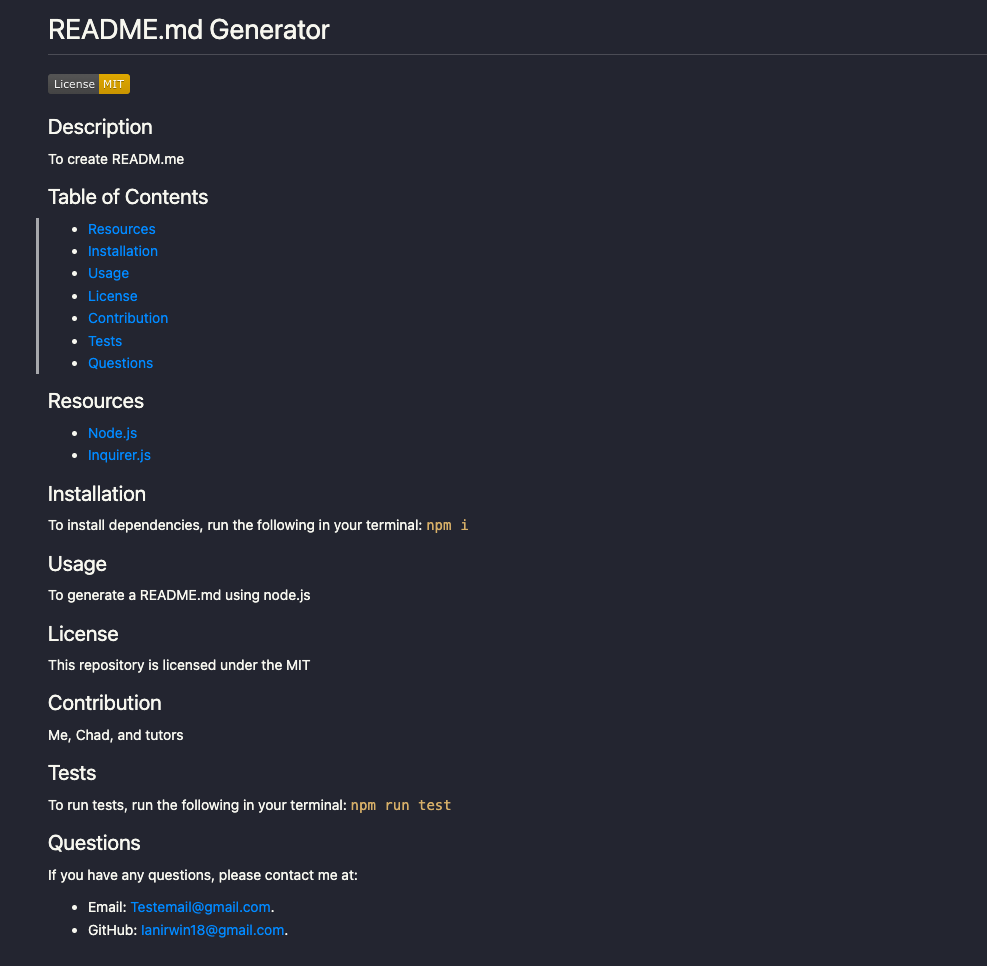 README.md Generator
License MIT
Description
To create READM.me
Table of Contents
Resources
Installation
Usage
License
Contribution
Tests
Questions
Resources
Node.js
Inquirer.js
Installation
To install dependencies, run the following in your terminal: npm i
Usage
To generate a README.md using node.js
License
This repository is licensed under the MIT
Contribution
Me, Chad, and tutors
Tests
To run tests, run the following in your terminal: npm run test
Questions
If you have any questions, please contact me at:
Email: Testemail@gmail.com.
GitHub: Ianirwin18@gmail.com.